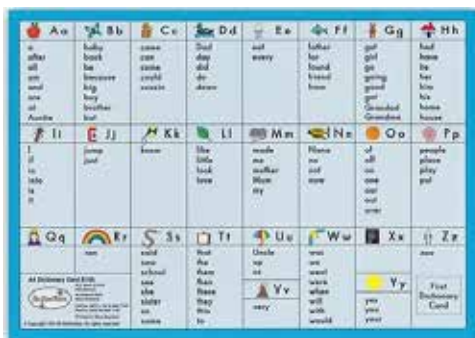 Aa
a
after
all
am
and
are
at
Auntie
Bb
baby
back
be
because
big
boy
brother
but
Cc
came
can
come
could
cousin
Dd
Dad
day
did
do
down
Ee
eat
every
Ff
father
for
found
friend
from
Gg
get
girl
go
going
good
got
Grandad
Grandma
Hh
had
have
he
her
him
his
home
house
Ii
I
if
in
into
is
it
Jj
jump
just
Kk
know
Ll
like
little
look
love
Mm
made
me
mother
Mum
my
Nn
Nana
no
not
now
Oo
of
off
on
one
our
out
over
Pp
people
place
play
put
Qq
Rr
ran
Ss
said
saw
school
see
she
sister
so
some
Tt
that
the
them
then
there
they
this
to
Uu
Uncle
up
us
Vv
very
Ww
was
we
went
were
when
will
with
would
Xx
Yy
yes
you
your
Zz
zoo
First
Dictionary
Card